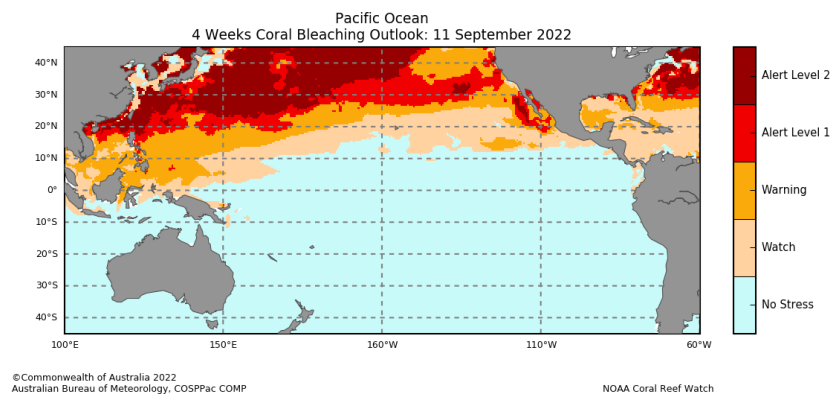 Pacific Ocean
4 Weeks Coral Bleaching Outlook: 11 September 2022
40°N
30°N
20°N
10°N
0°
10°S
20°S
30°S
40°S
100°E
150°E
160°W
110°W
60°W
Alert Level 2
Alert Level 1
Warning
Watch
No Stress
©Commonwealth of Australia 2022
Australian Bureau of Meteorology, COSPPac COMP
NOAA Coral Reef Watch